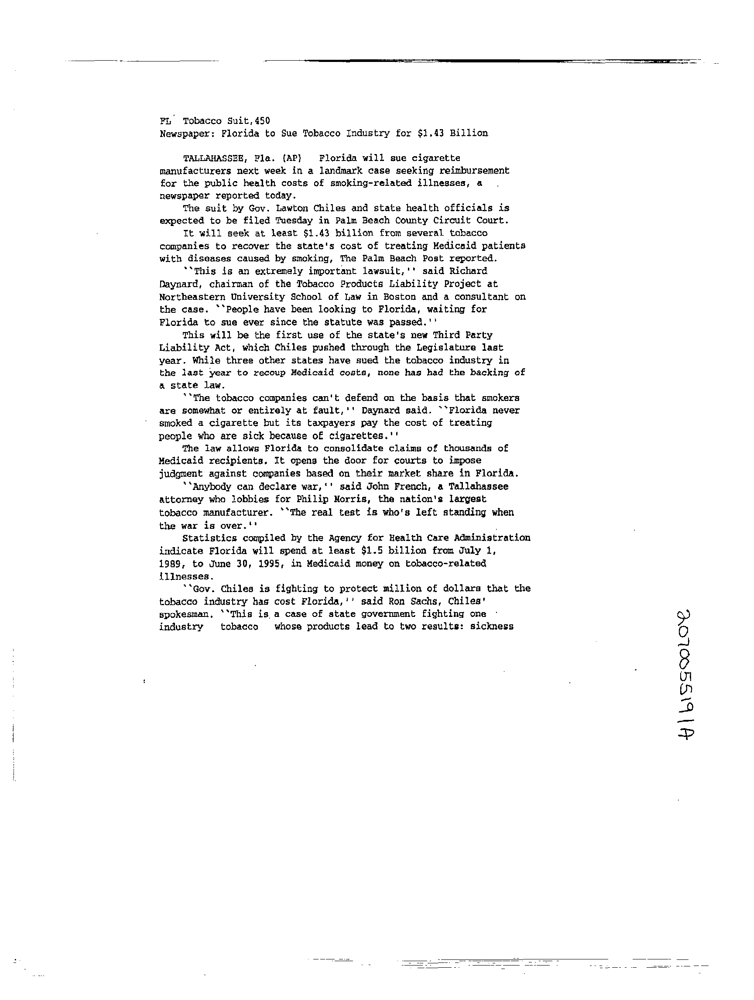 FL Tobacco Suit,450
Newspaper: Florida to Sue Tobacco Industry for $1.43 Billion
TALLAHASSEE, Fla. (AP) Florida will sue cigarette
manufacturers next week in a landmark case seeking reimbursement
for the public health costs of smoking-related illnesses, a
newspaper reported today.
The suit by Gov. Lawton Chiles and state health officials is
expected to be filed Tuesday in Palm Beach County Circuit Court.
It will seek at least $1.43 billion from several tobacco
companies to recover the state's cost of treating Medicaid patients
with diseases caused by smoking, The Palm Beach Post reported.
``This is an extremely important lawsuit,'' said Richard
Daynard, chairman of the Tobacco Products Liability Project at
Northeastern University School of Law in Boston and a consultant on
the case. ``People have been looking to Florida, waiting for
Florida to sue ever since the statute was passed.''
This will be the first use of the state's new Third Party
Liability Act, which Chiles pushed through the Legislature last
year. While three other states have sued the tobacco industry in
the last year to recoup Medicaid costs, none has had the backing of
a state law.
``The tobacco companies can't defend on the basis that smokers
are somewhat or entirely at fault,'' Daynard said. ``Florida never
smoked a cigarette but its taxpayers pay the cost of treating
people who are sick because of cigarettes.''
The law allows Florida to consolidate claims of thousands of
Medicaid recipients. It opens the door for courts to impose
judgment against companies based on their market share in Florida.
``Anybody can declare war,'' said John French, a Tallahassee
attorney who lobbies for Philip Morris, the nation's largest
tobacco manufacturer. ``The real test is who's left standing when
the war is over.''
Statistics compiled by the Agency for Health Care Administration
indicate Florida will spend at least $1.5 billion from July 1,
1989, to June 30, 1995, in Medicaid money on tobacco-related
illnesses.
``Gov. Chiles is fighting to protect million of dollars that the
tobacco industry has cost Florida,'' said Ron Sachs, Chiles'
spokesman. ``This is a case of state government fighting one
industry tobacco whose products lead to two results: sickness
2070055191A